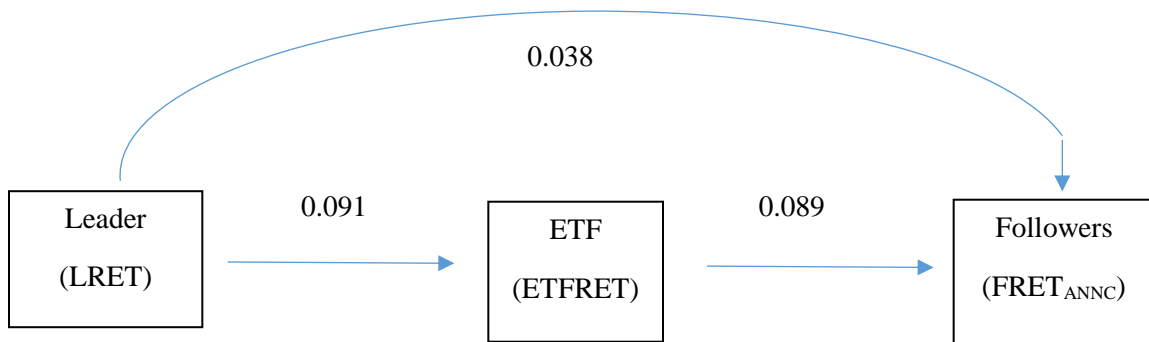 0.038
Leader
(LRET)
0.091
ETF
(ETFRET)
0.089
Followers
(FRETANNC)